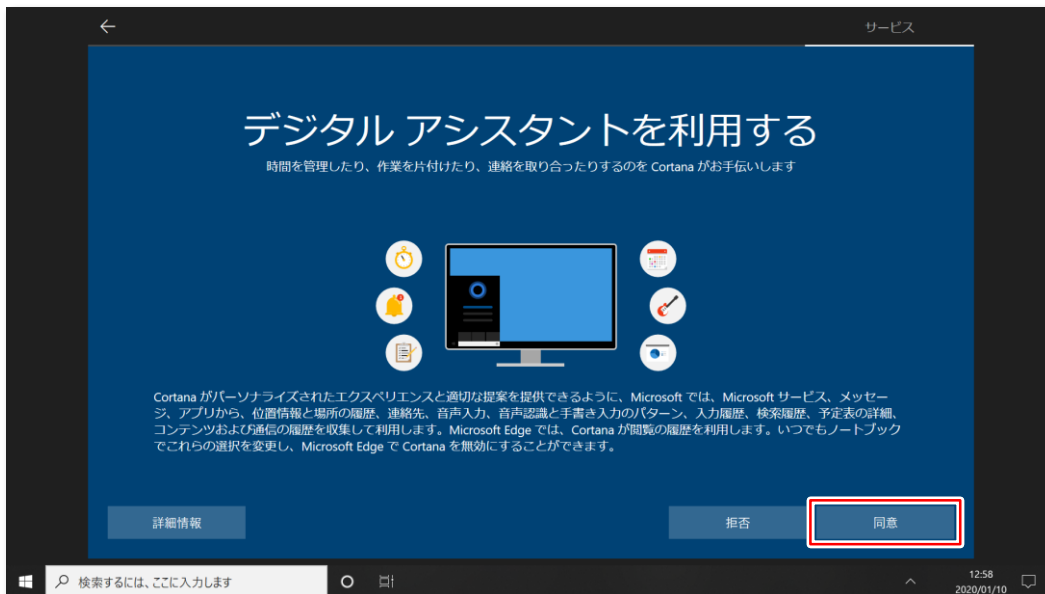 サービス
デジタル アシスタントを利用する
時間を管理したり、作業を片付けたり、連絡を取り合ったりするのを Cortana がお手伝いします
Cortana がパーソナライズされたエクスペリエンスと適切な提案を提供できるように、Microsoft では、Microsoft サービス、メッセー
ジ、アプリから、位置情報と場所の履歴、連絡先、音声入力、音声認識と手書き入力のパターン、入力履歴、検索履歴、予定表の詳細、
コンテンツおよび通信の履歴を収集して利用します。Microsoft Edge では、Cortana が閲覧の履歴を利用します。いつでもノートブック
でこれらの選択を変更し、Microsoft Edge で Cortana を無効にすることができます。
詳細情報
拒否
同意
検索するには、ここに入力します
12:58
2020/01/10